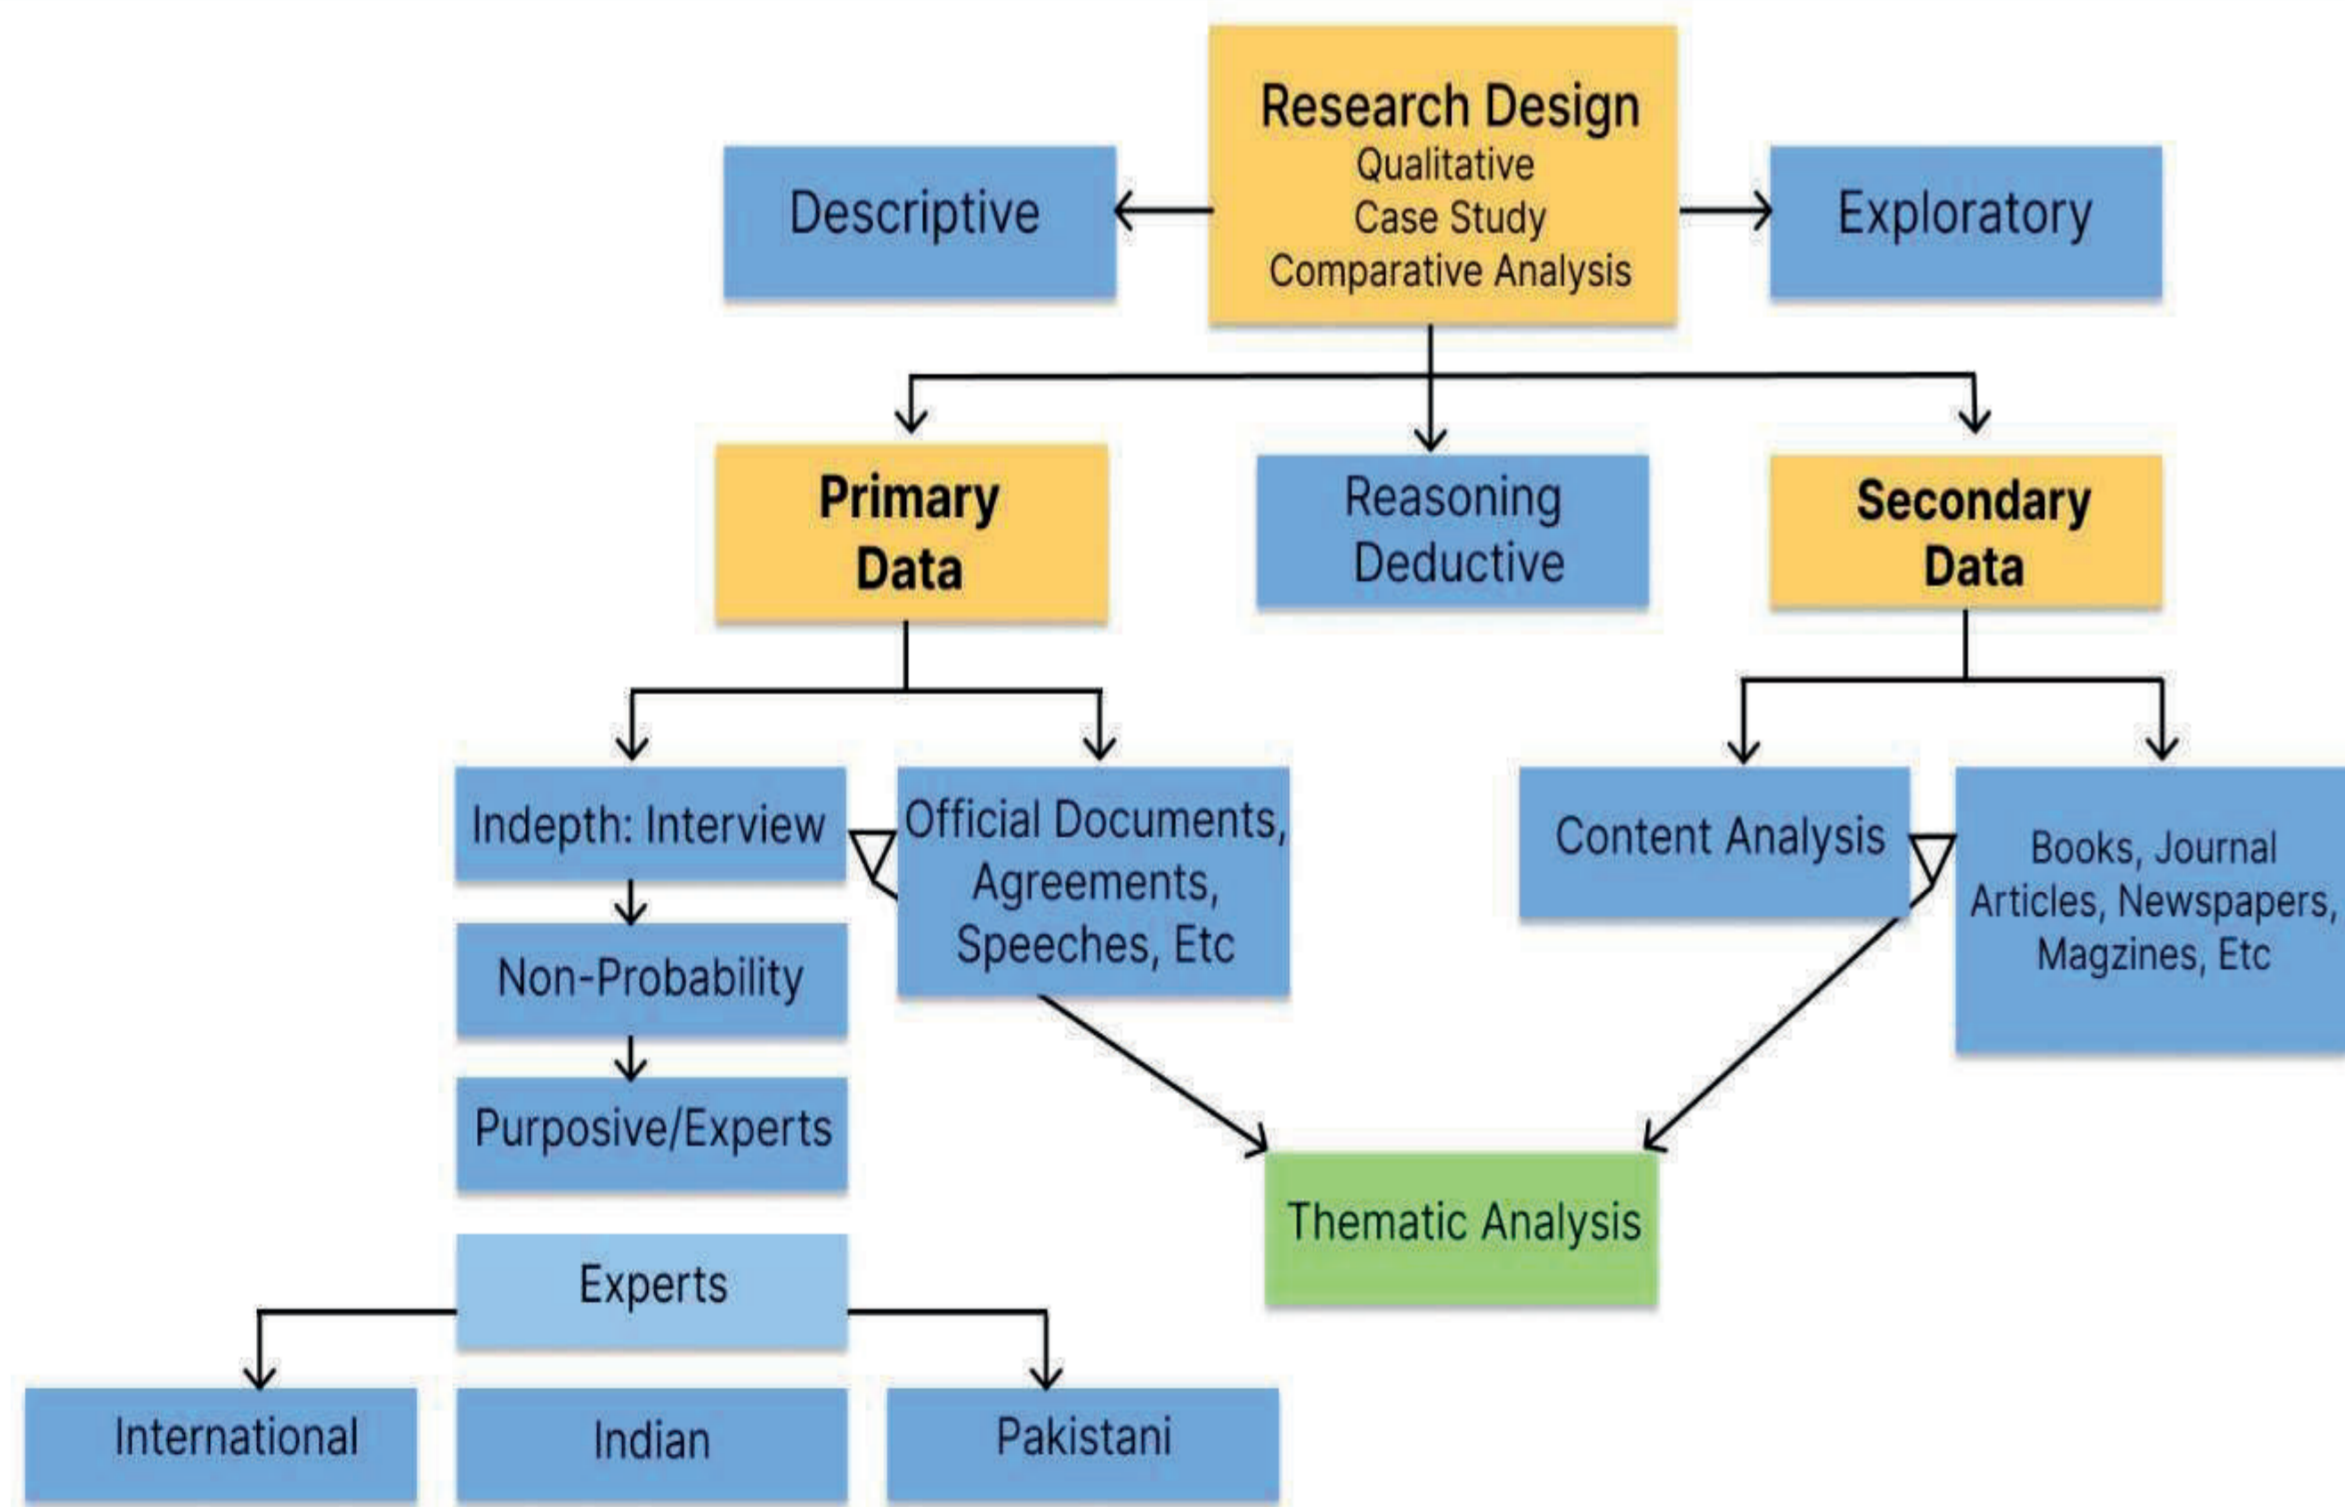 Research Design
Qualitative
Case Study
Comparative Analysis
Descriptive
Exploratory
Primary
Data
Reasoning
Deductive
Secondary
Data
Indepth: Interview
Official Documents,
Agreements,
Speeches, Etc
Content Analysis
Books, Journal
Articles, Newspapers,
Magzines, Etc
Non-Probability
Purposive/Experts
Thematic Analysis
Experts
International
Indian
Pakistani